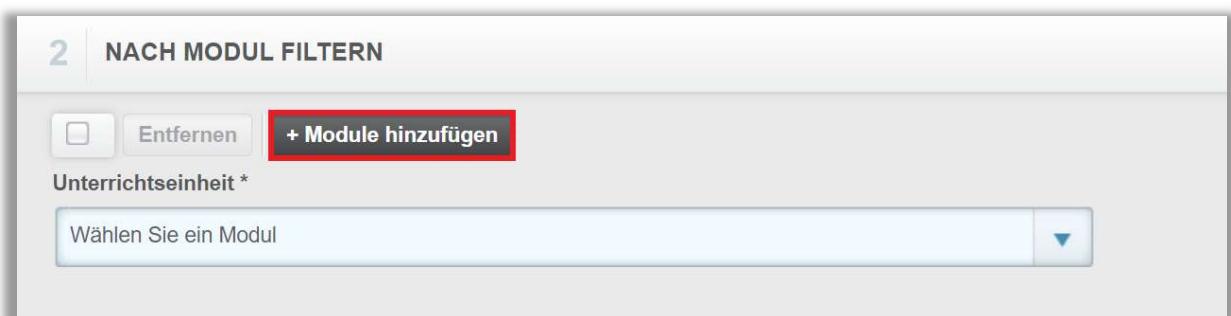 2 NACH MODUL FILTERN
Entfernen + Module hinzufügen
Unterrichtseinheit *
Wählen Sie ein Modul